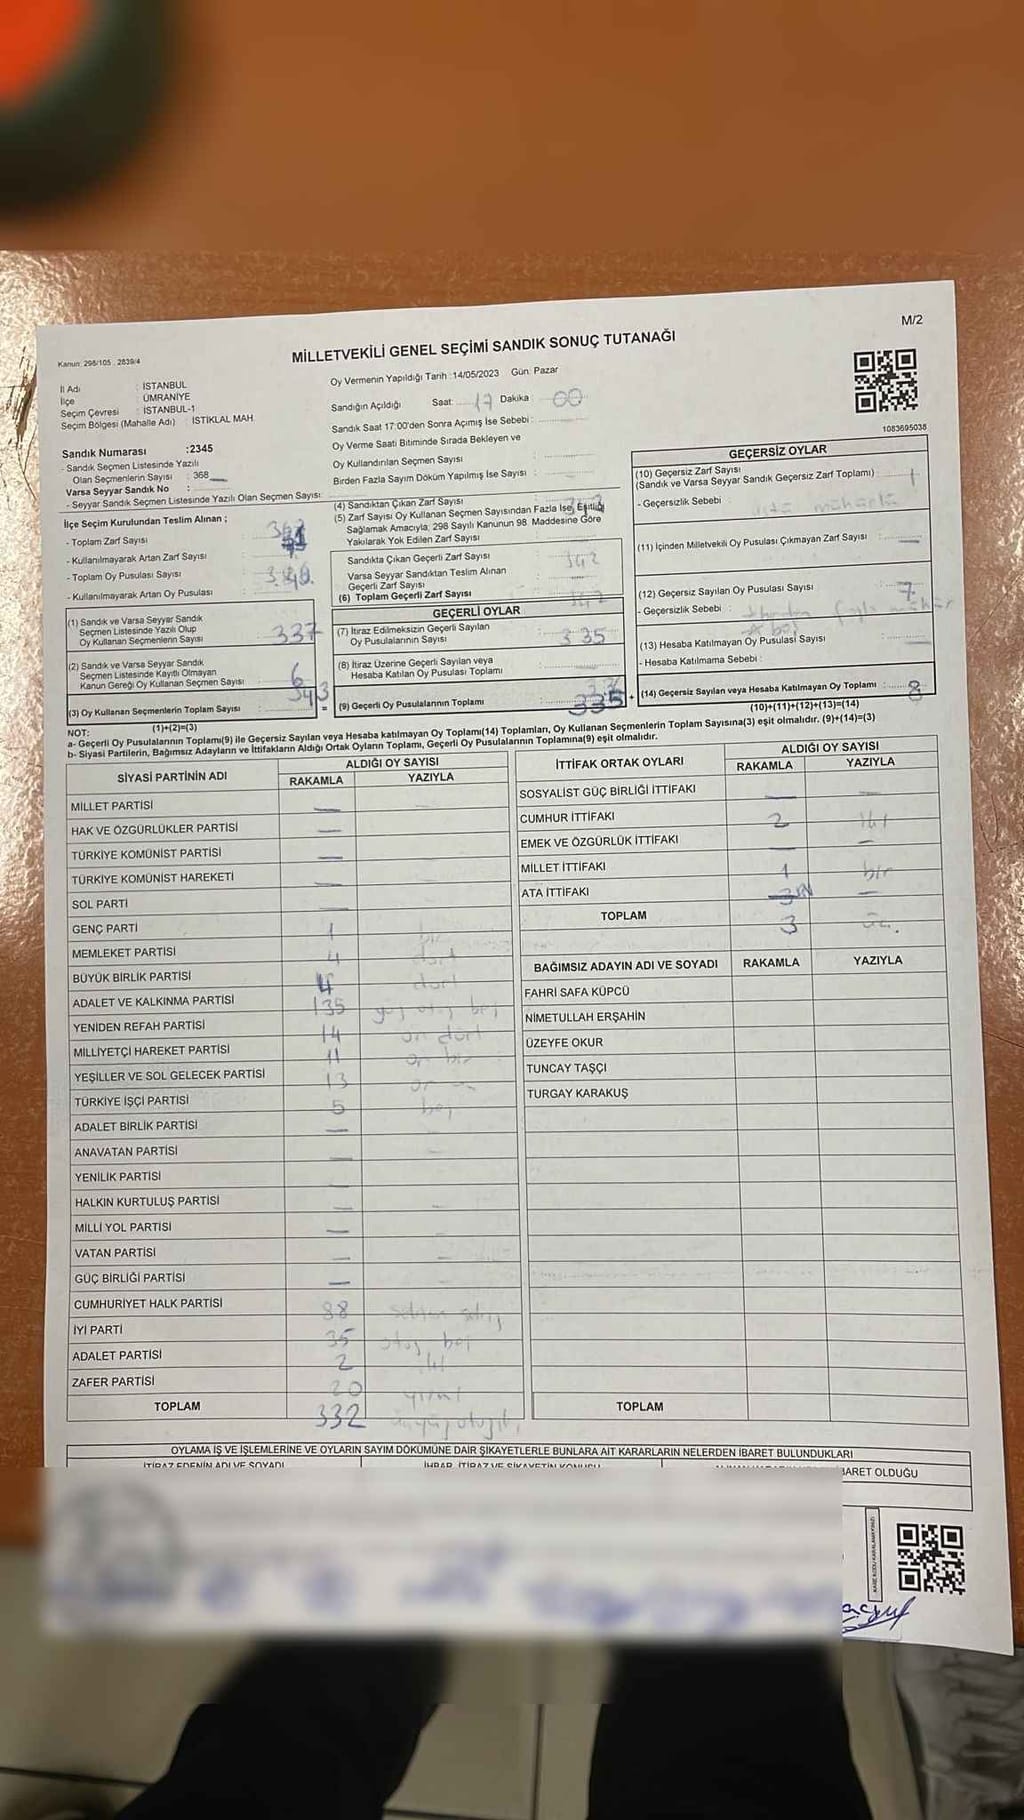 M/2
Kanun: 298/105 . 2839/4
MİLLETVEKİLİ GENEL SEÇİMİ SANDIK SONUÇ TUTANAĞI
İl Adı : İSTANBUL
İlçe : ÜMRANİYE
Seçim Çevresi : İSTANBUL-1
Seçim Bölgesi (Mahalle Adı) : İSTİKLAL MAH
Sandık Numarası :2345
- Sandık Seçmen Listesinde Yazılı
Olan Seçmenlerin Sayısı : 368
Varsa Seyyar Sandık No :
- Seyyar Sandık Seçmen Listesinde Yazılı Olan Seçmen Sayısı:
Oy Vermenin Yapıldığı Tarih :14/05/2023 Gün: Pazar
Sandığın Açıldığı Saat: 17 Dakika : 00
Sandık Saat 17:00'den Sonra Açımış İse Sebebi :
Oy Verme Saati Bitiminde Sırada Bekleyen ve
Oy Kullandırılan Seçmen Sayısı
Birden Fazla Sayım Döküm Yapılmış İse Sayısı :
1083695038
İlçe Seçim Kurulundan Teslim Alınan ;
- Toplam Zarf Sayısı
- Kullanılmayarak Artan Zarf Sayısı
- Toplam Oy Pusulası Sayısı
- Kullanılmayarak Artan Oy Pusulası
(1) Sandık ve Varsa Seyyar Sandık
Seçmen Listesinde Yazılı Olup
Oy Kullanan Seçmenlerin Sayısı : 337
(2) Sandık ve Varsa Seyyar Sandık
Seçmen Listesinde Kayıtlı Olmayan
Kanun Gereği Oy Kullanan Seçmen Sayısı : 6
(3) Oy Kullanan Seçmenlerin Toplam Sayısı : 343
(1)+(2)=(3)
(4) Sandıktan Çıkan Zarf Sayısı : 343
(5) Zarf Sayısı Oy Kullanan Seçmen Sayısından Fazla İse, Eşitliği
Sağlamak Amacıyla; 298 Sayılı Kanunun 98. Maddesine Göre
Yakılarak Yok Edilen Zarf Sayısı
Sandıkta Çıkan Geçerli Zarf Sayısı : 342
Varsa Seyyar Sandıktan Teslim Alınan
Geçerli Zarf Sayısı
(6) Toplam Geçerli Zarf Sayısı : 342
GEÇERLİ OYLAR
(7) İtiraz Edilmeksizin Geçerli Sayılan
Oy Pusulalarının Sayısı : 335
(8) İtiraz Üzerine Geçerli Sayılan veya
Hesaba Katılan Oy Pusulası Toplamı
(9) Geçerli Oy Pusulalarının Toplamı : 335
GEÇERSİZ OYLAR
(10) Geçersiz Zarf Sayısı
(Sandık ve Varsa Seyyar Sandık Geçersiz Zarf Toplamı) : 1
- Geçersizlik Sebebi :
(11) İçinden Milletvekili Oy Pusulası Çıkmayan Zarf Sayısı :
(12) Geçersiz Sayılan Oy Pusulası Sayısı : 7
- Geçersizlik Sebebi :
(13) Hesaba Katılmayan Oy Pusulası Sayısı :
- Hesaba Katılmama Sebebi :
(14) Geçersiz Sayılan veya Hesaba Katılmayan Oy Toplamı : 8
(10)+(11)+(12)+(13)=(14)
NOT:
a- Geçerli Oy Pusulalarının Toplamı(9) ile Geçersiz Sayılan veya Hesaba katılmayan Oy Toplamı(14) Toplamları, Oy Kullanan Seçmenlerin Toplam Sayısına(3) eşit olmalıdır. (9)+(14)=(3)
b- Siyasi Partilerin, Bağımsız Adayların ve İttifakların Aldığı Ortak Oyların Toplamı, Geçerli Oy Pusulalarının Toplamına(9) eşit olmalıdır.
SİYASİ PARTİNİN ADI
ALDIĞI OY SAYISI
RAKAMLA YAZIYLA
MİLLET PARTİSİ —
HAK VE ÖZGÜRLÜKLER PARTİSİ —
TÜRKİYE KOMÜNİST PARTİSİ —
TÜRKİYE KOMÜNİST HAREKETİ —
SOL PARTİ —
GENÇ PARTİ 1 bir
MEMLEKET PARTİSİ 4 dört
BÜYÜK BİRLİK PARTİSİ 4 dört
ADALET VE KALKINMA PARTİSİ 135 yüz otuz beş
YENİDEN REFAH PARTİSİ 14 on dört
MİLLİYETÇİ HAREKET PARTİSİ 11 on bir
YEŞİLLER VE SOL GELECEK PARTİSİ 13 on
TÜRKİYE İŞÇİ PARTİSİ 5 beş
ADALET BİRLİK PARTİSİ —
ANAVATAN PARTİSİ —
YENİLİK PARTİSİ —
HALKIN KURTULUŞ PARTİSİ —
MİLLİ YOL PARTİSİ —
VATAN PARTİSİ —
GÜÇ BİRLİĞİ PARTİSİ —
CUMHURİYET HALK PARTİSİ 88 seksen sekiz
İYİ PARTİ 35 otuz beş
ADALET PARTİSİ 2 iki
ZAFER PARTİSİ 20 yirmi
TOPLAM 332 üçyüz otuz iki
İTTİFAK ORTAK OYLARI
ALDIĞI OY SAYISI
RAKAMLA YAZIYLA
SOSYALİST GÜÇ BİRLİĞİ İTTİFAKI — —
CUMHUR İTTİFAKI 2 iki
EMEK VE ÖZGÜRLÜK İTTİFAKI — —
MİLLET İTTİFAKI 1 bir
ATA İTTİFAKI —
TOPLAM 3 üç.
BAĞIMSIZ ADAYIN ADI VE SOYADI RAKAMLA YAZIYLA
FAHRİ SAFA KÜPCÜ
NİMETULLAH ERŞAHİN
ÜZEYFE OKUR
TUNCAY TAŞÇI
TURGAY KARAKUŞ
TOPLAM
OYLAMA İŞ VE İŞLEMLERİNE VE OYLARIN SAYIM DÖKÜMÜNE DAİR ŞİKAYETLERLE BUNLARA AİT KARARLARIN NELERDEN İBARET BULUNDUKLARI
İTİRAZ EDENİN ADI VE SOYADI İHBAR, İTİRAZ VE ŞİKAYETİN KONUSU
BARET OLDUĞU